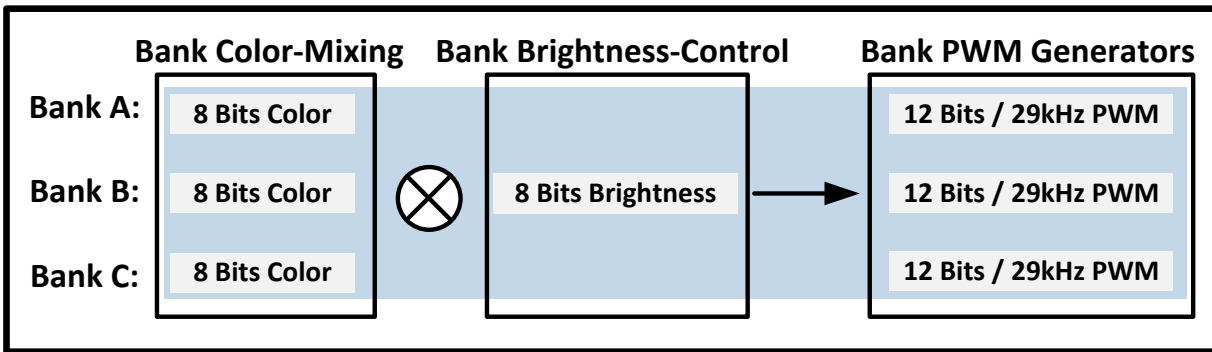 Bank Color-Mixing Bank Brightness-Control Bank PWM Generators
Bank A: 8 Bits Color 12 Bits / 29kHz PWM
Bank B: 8 Bits Color 8 Bits Brightness 12 Bits / 29kHz PWM
Bank C: 8 Bits Color 12 Bits / 29kHz PWM